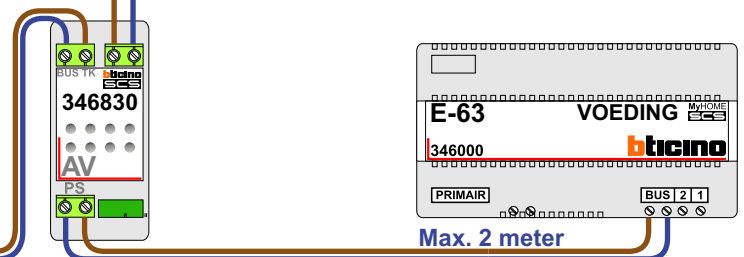 BUS TK bticino
SCS
346830
AV
PS
E-63 VOEDING MyHOME
SCS
346000 bticino
PRIMAIR BUS 2 1
Max. 2 meter